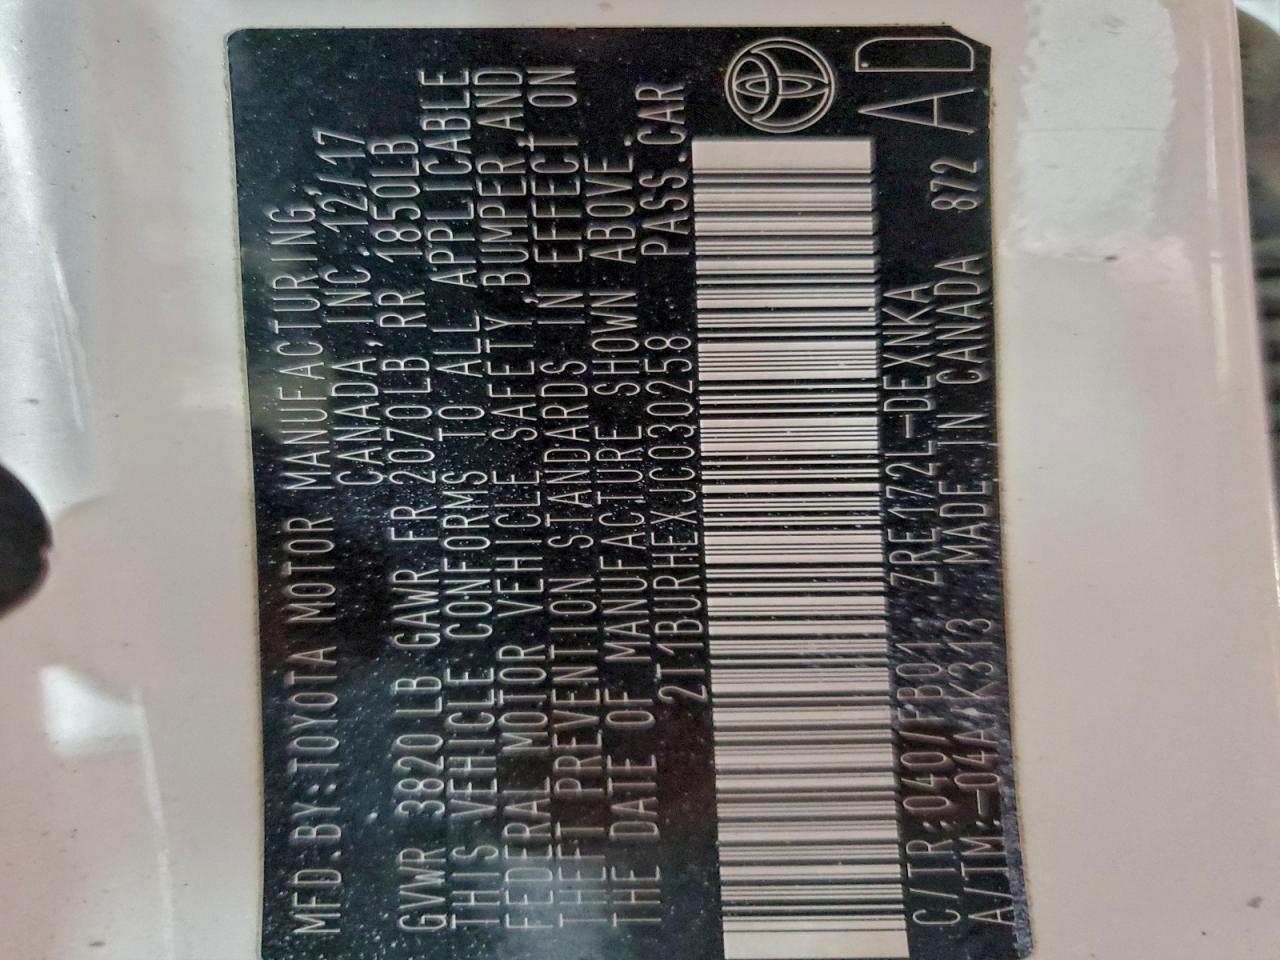 MFD.BY:TOYOTA MOTOR MANUFACTURING,
CANADA, INC. 12/17
GVWR 3820LB GAWR FR 2070LB, RR 1850LB
THIS VEHICLE CONFORMS TO ALL APPLICABLE
FEDERAL MOTOR VEHICLE SAFETY, BUMPER, AND
THEFT PREVENTION STANDARDS IN EFFECT ON
THE DATE OF MANUFACTURE SHOWN ABOVE.
2T1BURHEXJC030258 PASS.CAR
C/TR:040/FB01 ZRE172L-DEXNKA
A/TM:-04A/K313 MADE IN CANADA 872 AD